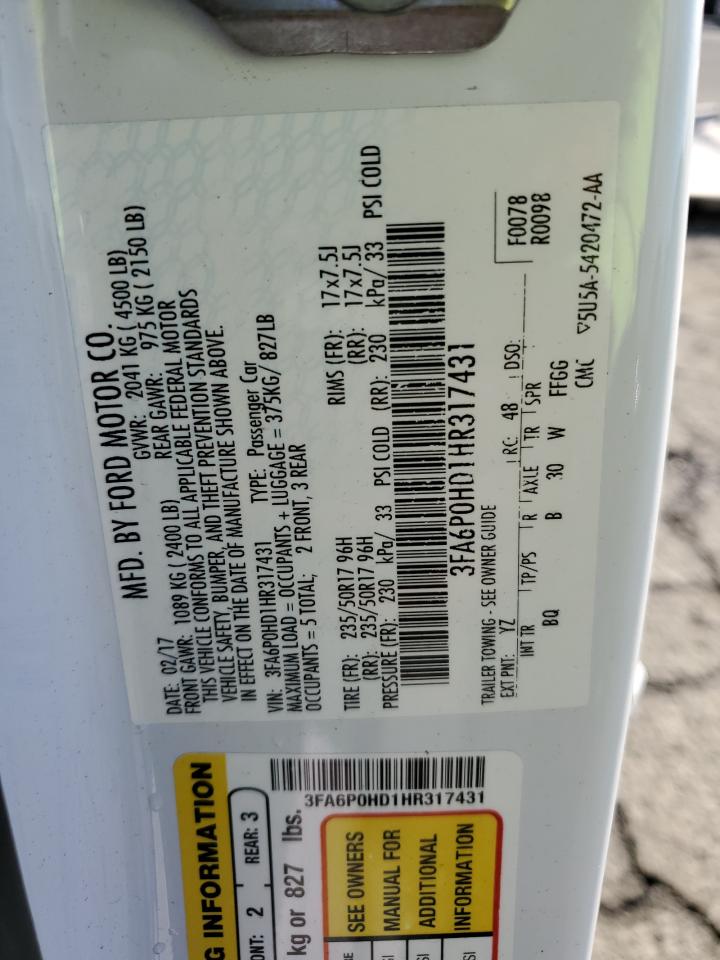 MFD. BY FORD MOTOR CO.
DATE: 02/17 GVWR: 2041 KG ( 4500 LB)
FRONT GAWR: 1089 KG ( 2400 LB) REAR GAWR: 975 KG ( 2150 LB)
THIS VEHICLE CONFORMS TO ALL APPLICABLE FEDERAL MOTOR
VEHICLE SAFETY, BUMPER, AND THEFT PREVENTION STANDARDS
IN EFFECT ON THE DATE OF MANUFACTURE SHOWN ABOVE.
VIN: 3FA6P0HD1HR317431 TYPE: Passenger Car
MAXIMUM LOAD = OCCUPANTS + LUGGAGE = 375KG/ 827LB
OCCUPANTS = 5 TOTAL; 2 FRONT, 3 REAR
TIRE (FR): 235/50R17 96H RIMS (FR): 17x7.5J
(RR): 235/50R17 96H (RR): 17x7.5J
PRESSURE (FR): 230 kPa/ 33 PSI COLD (RR): 230 kPa/ 33 PSI COLD
3FA6P0HD1HR317431
TRAILER TOWING - SEE OWNER GUIDE
F0078
R0098
EXT PNT: YZ RC: 48 DSO:
INT TR TP/PS R AXLE TR SPR
BQ B 30 W FFGG
CMC ▽5U5A-5420472-AA
3FA6P0HD1HR317431
G INFORMATION
ONT: 2 REAR: 3
kg or 827 lbs.
SEE OWNERS
MANUAL FOR
ADDITIONAL
INFORMATION